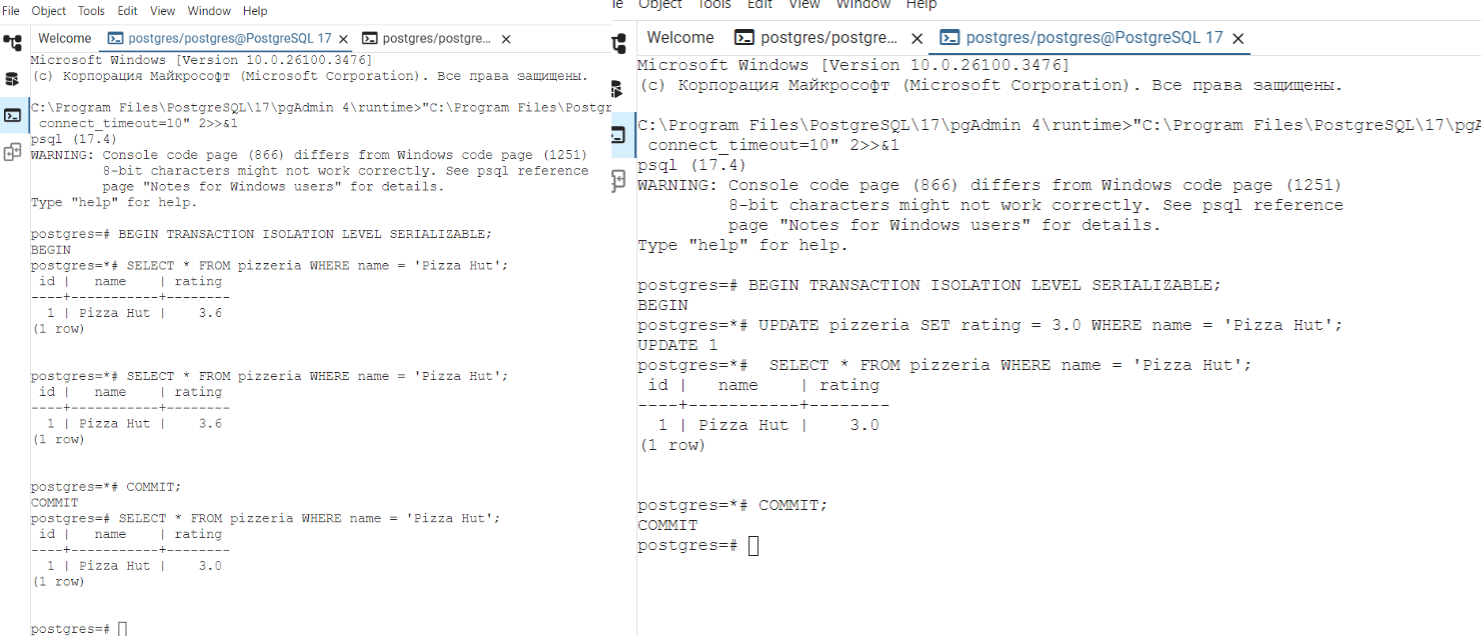 File Object Tools Edit View Window Help
Welcome postgres/postgres@PostgreSQL 17 × postgres/postgre... ×
Microsoft Windows [Version 10.0.26100.3476]
(c) Корпорация Майкрософт (Microsoft Corporation). Все права защищены.
C:\Program Files\PostgreSQL\17\pgAdmin 4\runtime>"C:\Program Files\Postgr
connect_timeout=10" 2>>&1
psql (17.4)
WARNING: Console code page (866) differs from Windows code page (1251)
8-bit characters might not work correctly. See psql reference
page "Notes for Windows users" for details.
Type "help" for help.
postgres=# BEGIN TRANSACTION ISOLATION LEVEL SERIALIZABLE;
BEGIN
postgres=*# SELECT * FROM pizzeria WHERE name = 'Pizza Hut';
id | name | rating
----+-----------+--------
1 | Pizza Hut | 3.6
(1 row)
postgres=*# SELECT * FROM pizzeria WHERE name = 'Pizza Hut';
id | name | rating
----+-----------+--------
1 | Pizza Hut | 3.6
(1 row)
postgres=*# COMMIT;
COMMIT
postgres=# SELECT * FROM pizzeria WHERE name = 'Pizza Hut';
id | name | rating
----+-----------+--------
1 | Pizza Hut | 3.0
(1 row)
postgres=#
le Object Tools Edit View Window Help
Welcome postgres/postgre... × postgres/postgres@PostgreSQL 17 ×
Microsoft Windows [Version 10.0.26100.3476]
(c) Корпорация Майкрософт (Microsoft Corporation). Все права защищены.
C:\Program Files\PostgreSQL\17\pgAdmin 4\runtime>"C:\Program Files\PostgreSQL\17\pgA
connect_timeout=10" 2>>&1
psql (17.4)
WARNING: Console code page (866) differs from Windows code page (1251)
8-bit characters might not work correctly. See psql reference
page "Notes for Windows users" for details.
Type "help" for help.
postgres=# BEGIN TRANSACTION ISOLATION LEVEL SERIALIZABLE;
BEGIN
postgres=*# UPDATE pizzeria SET rating = 3.0 WHERE name = 'Pizza Hut';
UPDATE 1
postgres=*#  SELECT * FROM pizzeria WHERE name = 'Pizza Hut';
id | name | rating
----+-----------+--------
1 | Pizza Hut | 3.0
(1 row)
postgres=*# COMMIT;
COMMIT
postgres=#